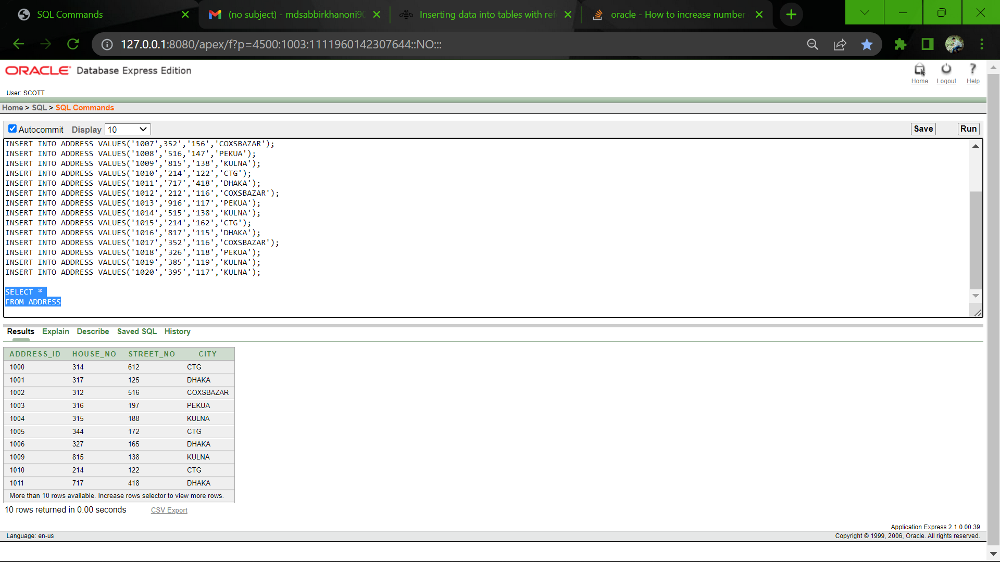 SQL Commands
(no subject) - mdsabbirkhanoni90
Inserting data into tables with ref
oracle - How to increase number
127.0.0.1:8080/apex/f?p=4500:1003:1111960142307644::NO:::
ORACLE Database Express Edition
Home
Logout
Help
User: SCOTT
Home > SQL > SQL Commands
Autocommit Display 10
Save
Run
INSERT INTO ADDRESS VALUES('1007',352','156','COXSBAZAR');
INSERT INTO ADDRESS VALUES('1008','516,'147','PEKUA');
INSERT INTO ADDRESS VALUES('1009','815','138','KULNA');
INSERT INTO ADDRESS VALUES('1010','214','122','CTG');
INSERT INTO ADDRESS VALUES('1011','717','418','DHAKA');
INSERT INTO ADDRESS VALUES('1012','212','116','COXSBAZAR');
INSERT INTO ADDRESS VALUES('1013','916','117','PEKUA');
INSERT INTO ADDRESS VALUES('1014','515','138','KULNA');
INSERT INTO ADDRESS VALUES('1015','214','162','CTG');
INSERT INTO ADDRESS VALUES('1016','817','115','DHAKA');
INSERT INTO ADDRESS VALUES('1017','352','116','COXSBAZAR');
INSERT INTO ADDRESS VALUES('1018','326','118','PEKUA');
INSERT INTO ADDRESS VALUES('1019','385','119','KULNA');
INSERT INTO ADDRESS VALUES('1020','395','117','KULNA');
SELECT *
FROM ADDRESS
Results Explain Describe Saved SQL History
ADDRESS_ID HOUSE_NO STREET_NO CITY
1000 314 612 CTG
1001 317 125 DHAKA
1002 312 516 COXSBAZAR
1003 316 197 PEKUA
1004 315 188 KULNA
1005 344 172 CTG
1006 327 165 DHAKA
1009 815 138 KULNA
1010 214 122 CTG
1011 717 418 DHAKA
More than 10 rows available. Increase rows selector to view more rows.
10 rows returned in 0.00 seconds CSV Export
Application Express 2.1.0.00.39
Language: en-us
Copyright © 1999, 2006, Oracle. All rights reserved.